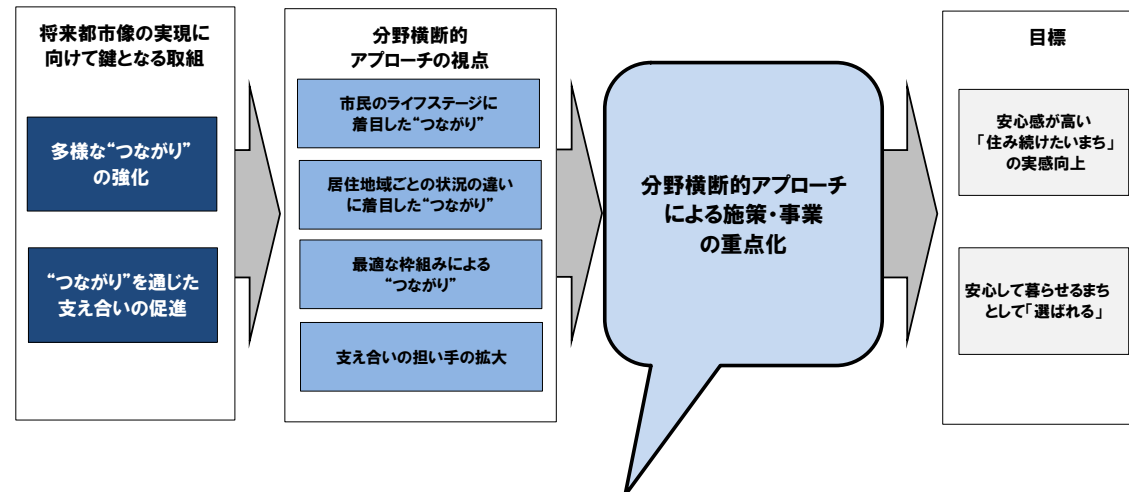 将来都市像の実現に
向けて鍵となる取組
多様な“つながり”
の強化
“つながり”を通じた
支え合いの促進
分野横断的
アプローチの視点
市民のライフステージに
着目した“つながり”
居住地域ごとの状況の違い
に着目した“つながり”
最適な枠組みによる
“つながり”
支え合いの担い手の拡大
分野横断的アプローチ
による施策・事業
の重点化
目標
安心感が高い
「住み続けたいまち」
の実感向上
安心して暮らせるまち
として「選ばれる」